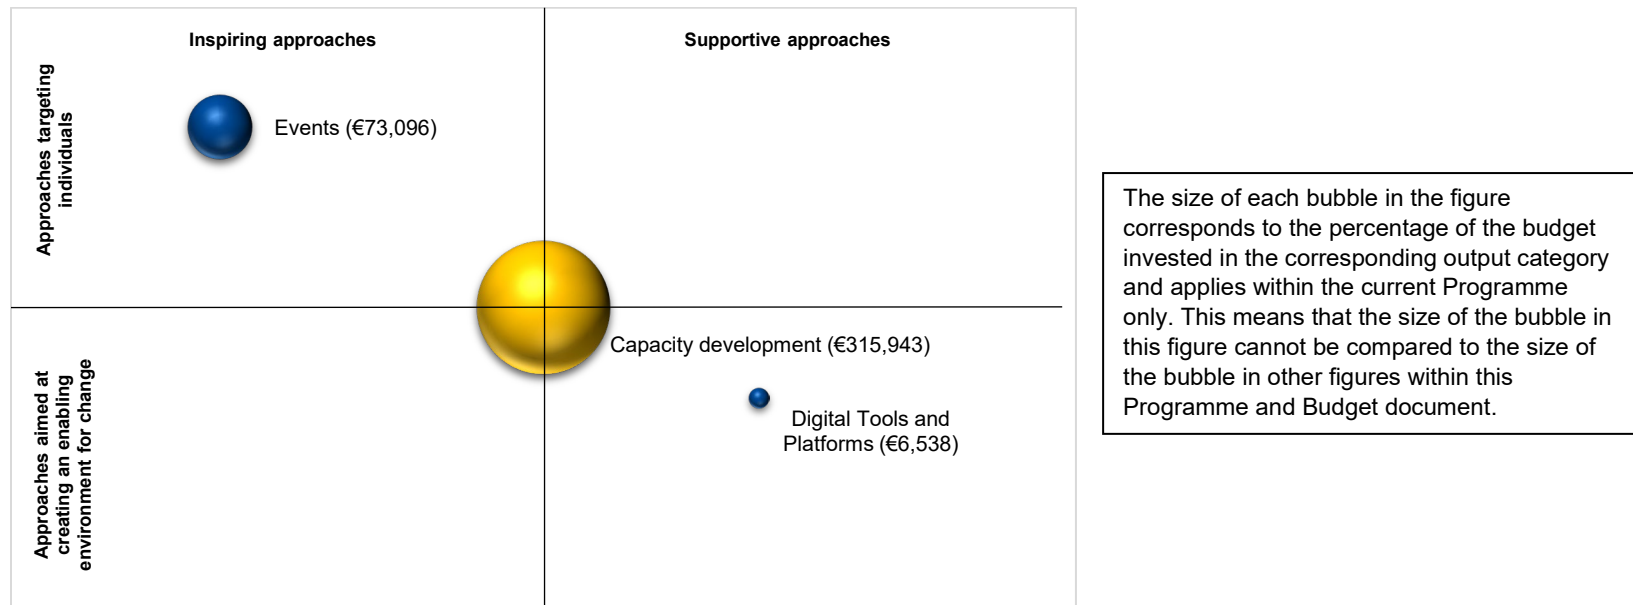 Inspiring approaches
Supportive approaches
Approaches targeting
individuals
Events (€73,096)
Capacity development (€315,943)
Digital Tools and
Platforms (€6,538)
Approaches aimed at
creating an enabling
environment for change
The size of each bubble in the figure
corresponds to the percentage of the budget
invested in the corresponding output category
and applies within the current Programme
only. This means that the size of the bubble in
this figure cannot be compared to the size of
the bubble in other figures within this
Programme and Budget document.